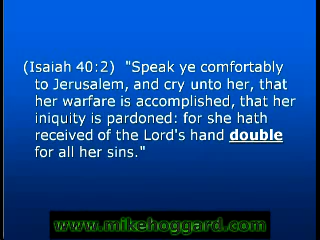 (Isaiah 40:2)  "Speak ye comfortably
to Jerusalem, and cry unto her, that
her warfare is accomplished, that her
iniquity is pardoned: for she hath
received of the Lord's hand double
for all her sins."
www.mikehoggard.com